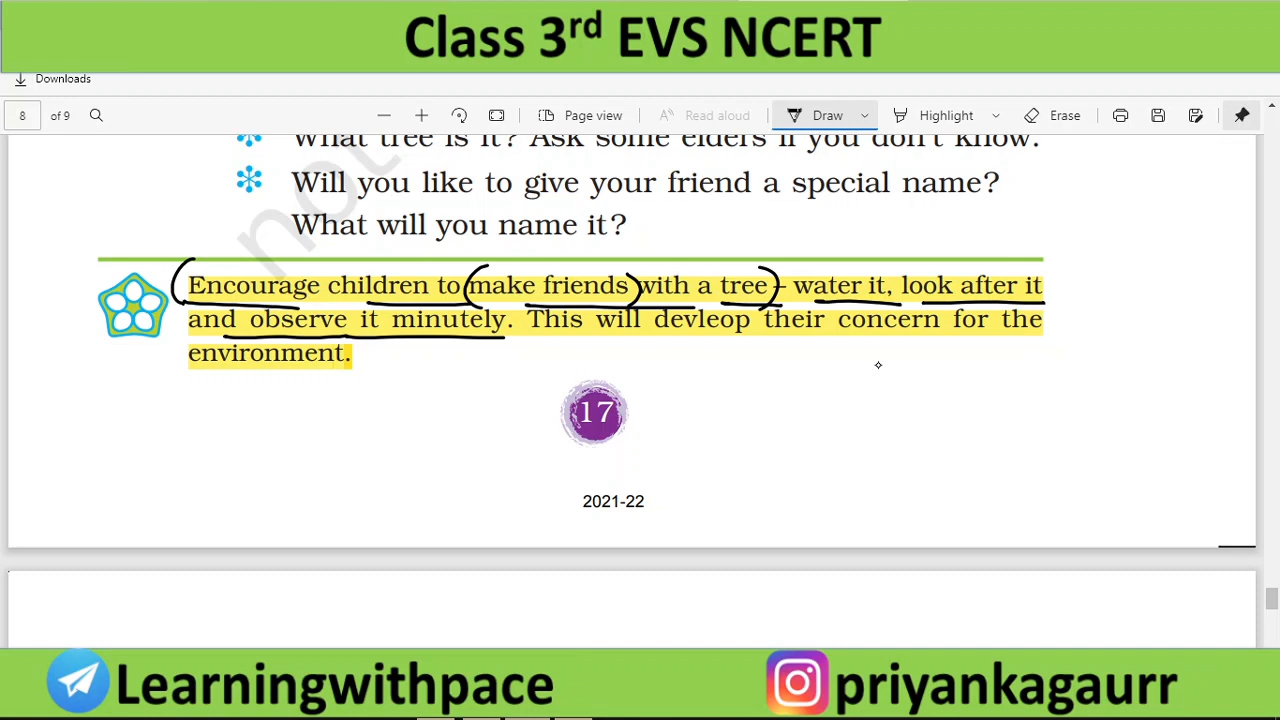 Class 3rd EVS NCERT
Downloads
8 of 9 Page view Read aloud Draw Highlight Erase
What tree is it? Ask some elders if you don't know.
Will you like to give your friend a special name?
What will you name it?
not
Encourage children to make friends with a tree – water it, look after it
and observe it minutely. This will devleop their concern for the
environment.
17
2021-22
Learningwithpace priyankagaurr